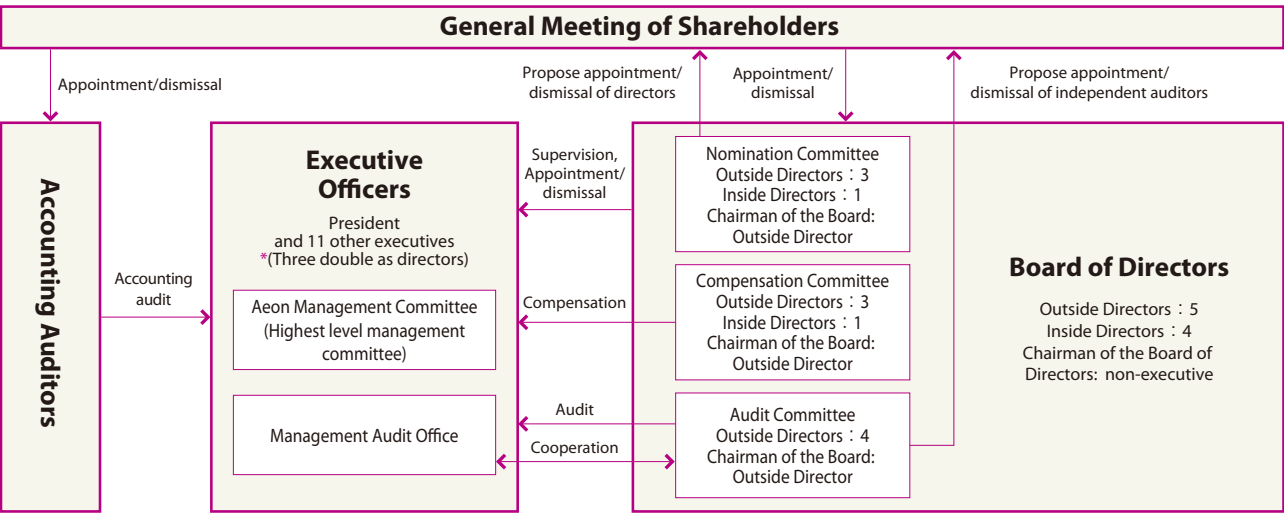 General Meeting of Shareholders
Appointment/dismissal
Propose appointment/
dismissal of directors
Appointment/
dismissal
Propose appointment/
dismissal of independent auditors
Accounting Auditors
Accounting
audit
Executive
Officers
President
and 11 other executives
*(Three double as directors)
Aeon Management Committee
(Highest level management
committee)
Management Audit Office
Supervision,
Appointment/
dismissal
Compensation
Audit
Cooperation
Nomination Committee
Outside Directors：3
Inside Directors：1
Chairman of the Board:
Outside Director
Compensation Committee
Outside Directors：3
Inside Directors：1
Chairman of the Board:
Outside Director
Audit Committee
Outside Directors：4
Chairman of the Board:
Outside Director
Board of Directors
Outside Directors：5
Inside Directors：4
Chairman of the Board of
Directors: non-executive